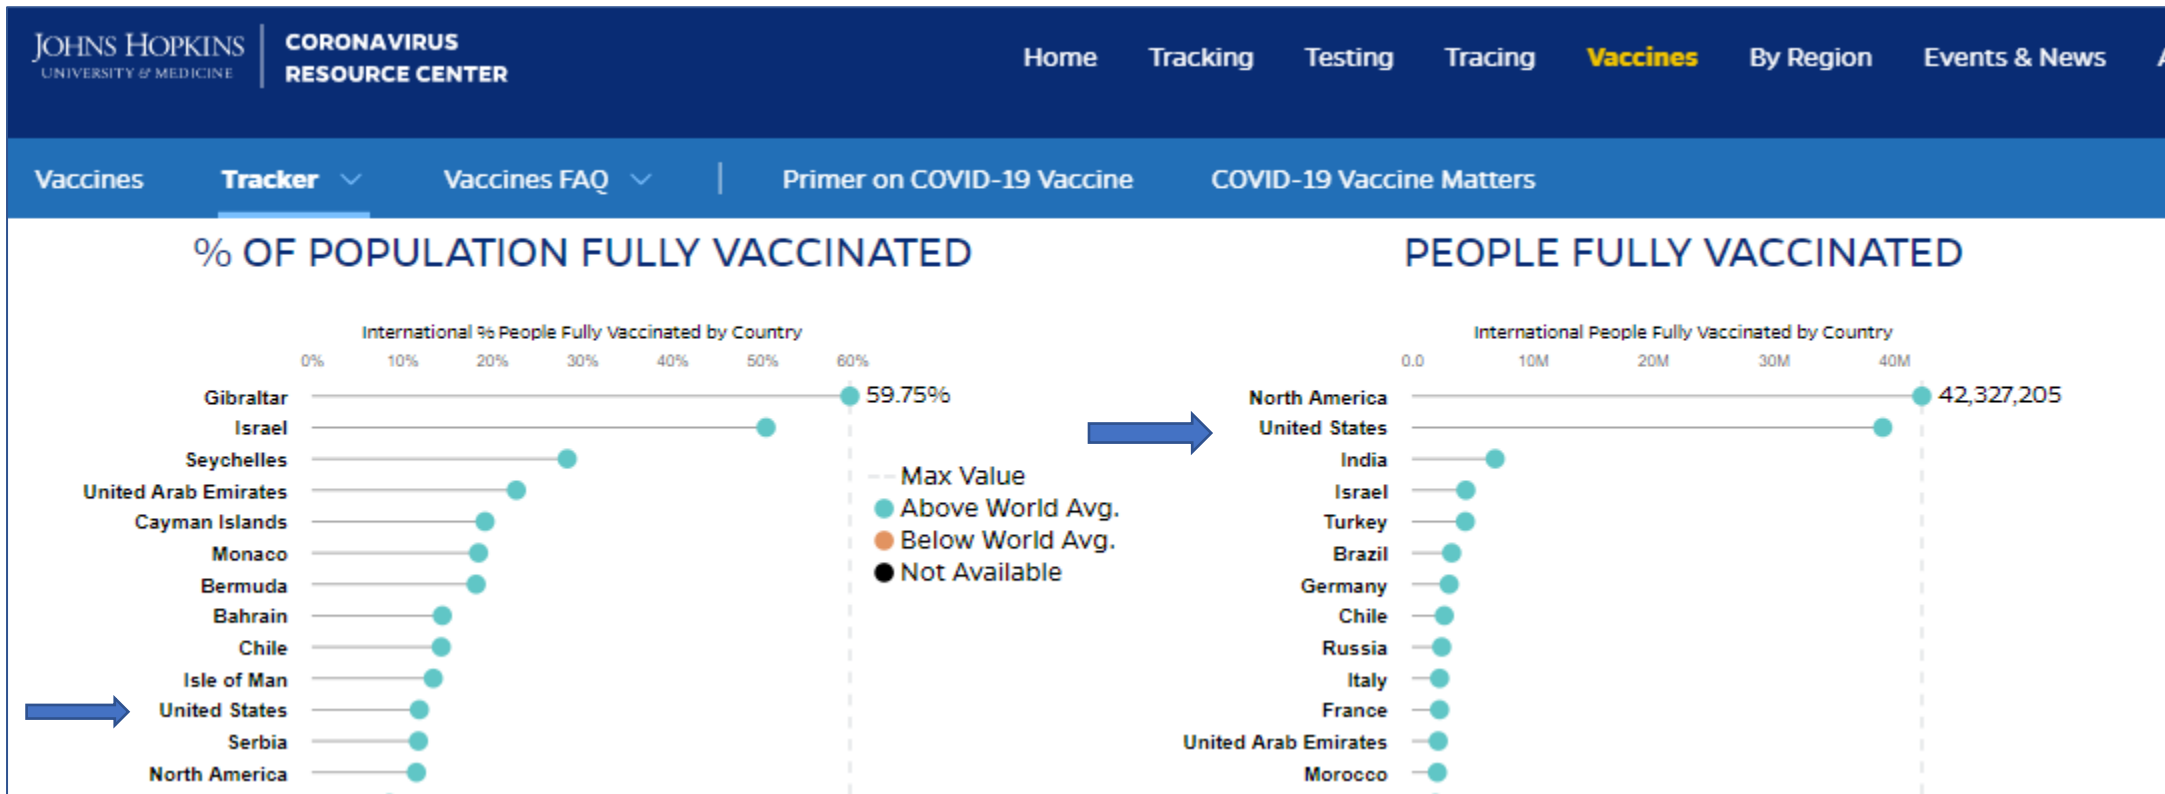 JOHNS HOPKINS
UNIVERSITY & MEDICINE
CORONAVIRUS
RESOURCE CENTER
Home Tracking Testing Tracing Vaccines By Region Events & News
Vaccines Tracker Vaccines FAQ Primer on COVID-19 Vaccine COVID-19 Vaccine Matters
% OF POPULATION FULLY VACCINATED
International % People Fully Vaccinated by Country
0% 10% 20% 30% 40% 50% 60%
Gibraltar 59.75%
Israel
Seychelles
United Arab Emirates
Cayman Islands
Monaco
Bermuda
Bahrain
Chile
Isle of Man
United States
Serbia
North America
Max Value
Above World Avg.
Below World Avg.
Not Available
PEOPLE FULLY VACCINATED
International People Fully Vaccinated by Country
0.0 10M 20M 30M 40M
North America 42,327,205
United States
India
Israel
Turkey
Brazil
Germany
Chile
Russia
Italy
France
United Arab Emirates
Morocco